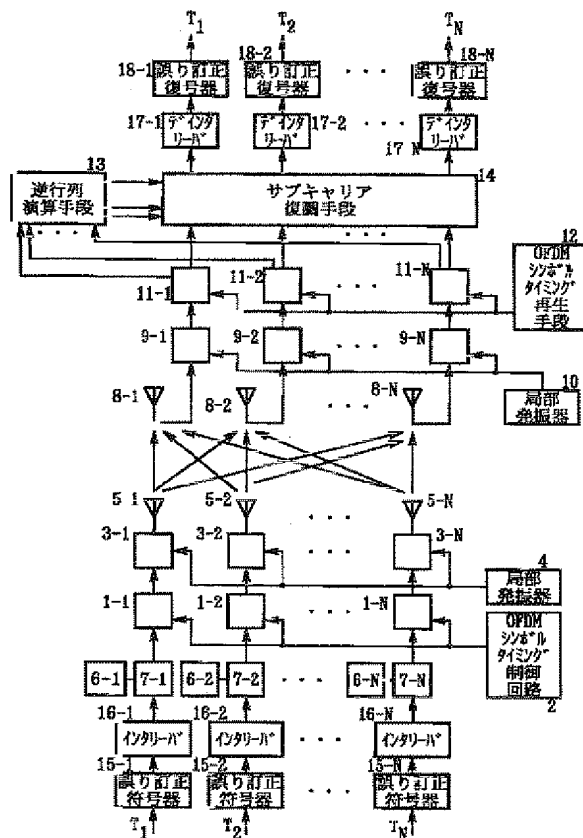 T1 T2 TN
18-1 18-2 18-N
誤り訂正 誤り訂正 ・・・ 誤り訂正
復号器 復号器 復号器
17-1 17-2 17-N
デインタ デインタ ・・・ デインタ
リーバ リーバ リーバ
13 14
逆行列
演算手段
・・・
サブキャリア
復調手段
・・・
12
OFDM
シンボル
タイミング
再生
手段
11-1 11-2 ・・・ 11-N
9-1 9-2 ・・・ 9-N
10
局部
発振器
8-1 8-2 ・・・ 8-N
5-1 5-2 ・・・ 5-N
3-1 3-2 ・・・ 3-N
4
局部
発振器
1-1 1-2 ・・・ 1-N
OFDM
シンボル
タイミング
制御
回路
2
6-1 7-1 6-2 7-2 ・・・ 6-N 7-N
16-1 16-2 16-N
インタリーバ インタリーバ ・・・ インタリーバ
15-1 15-2 15-N
誤り訂正 誤り訂正 ・・・ 誤り訂正
符号器 符号器 符号器
T1 T2 TN